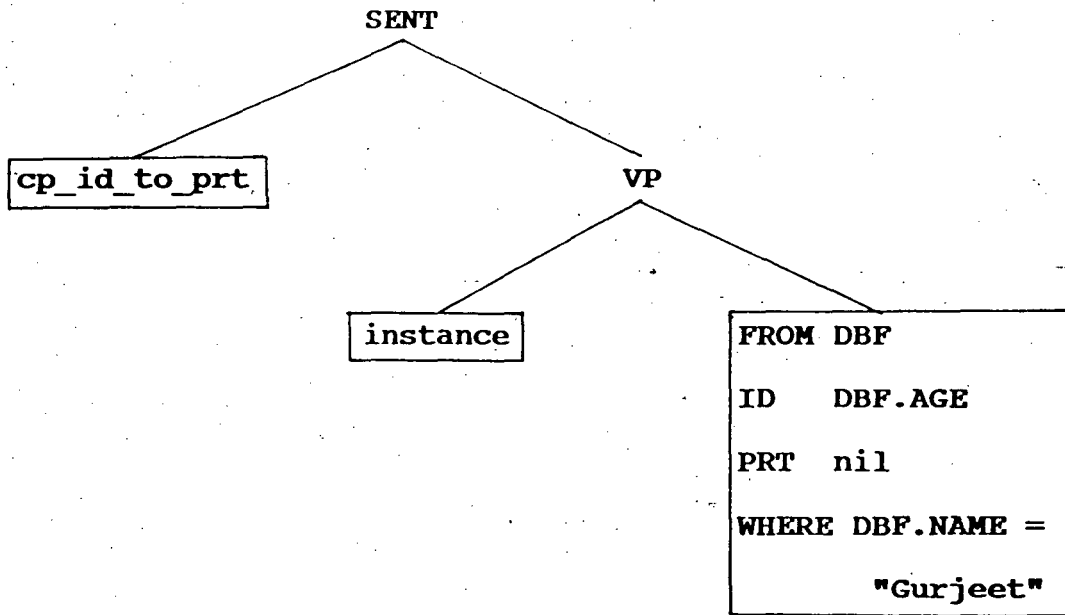 SENT
cp_id_to_prt
VP
instance
FROM DBF
ID DBF.AGE
PRT nil
WHERE DBF.NAME =
"Gurjeet"